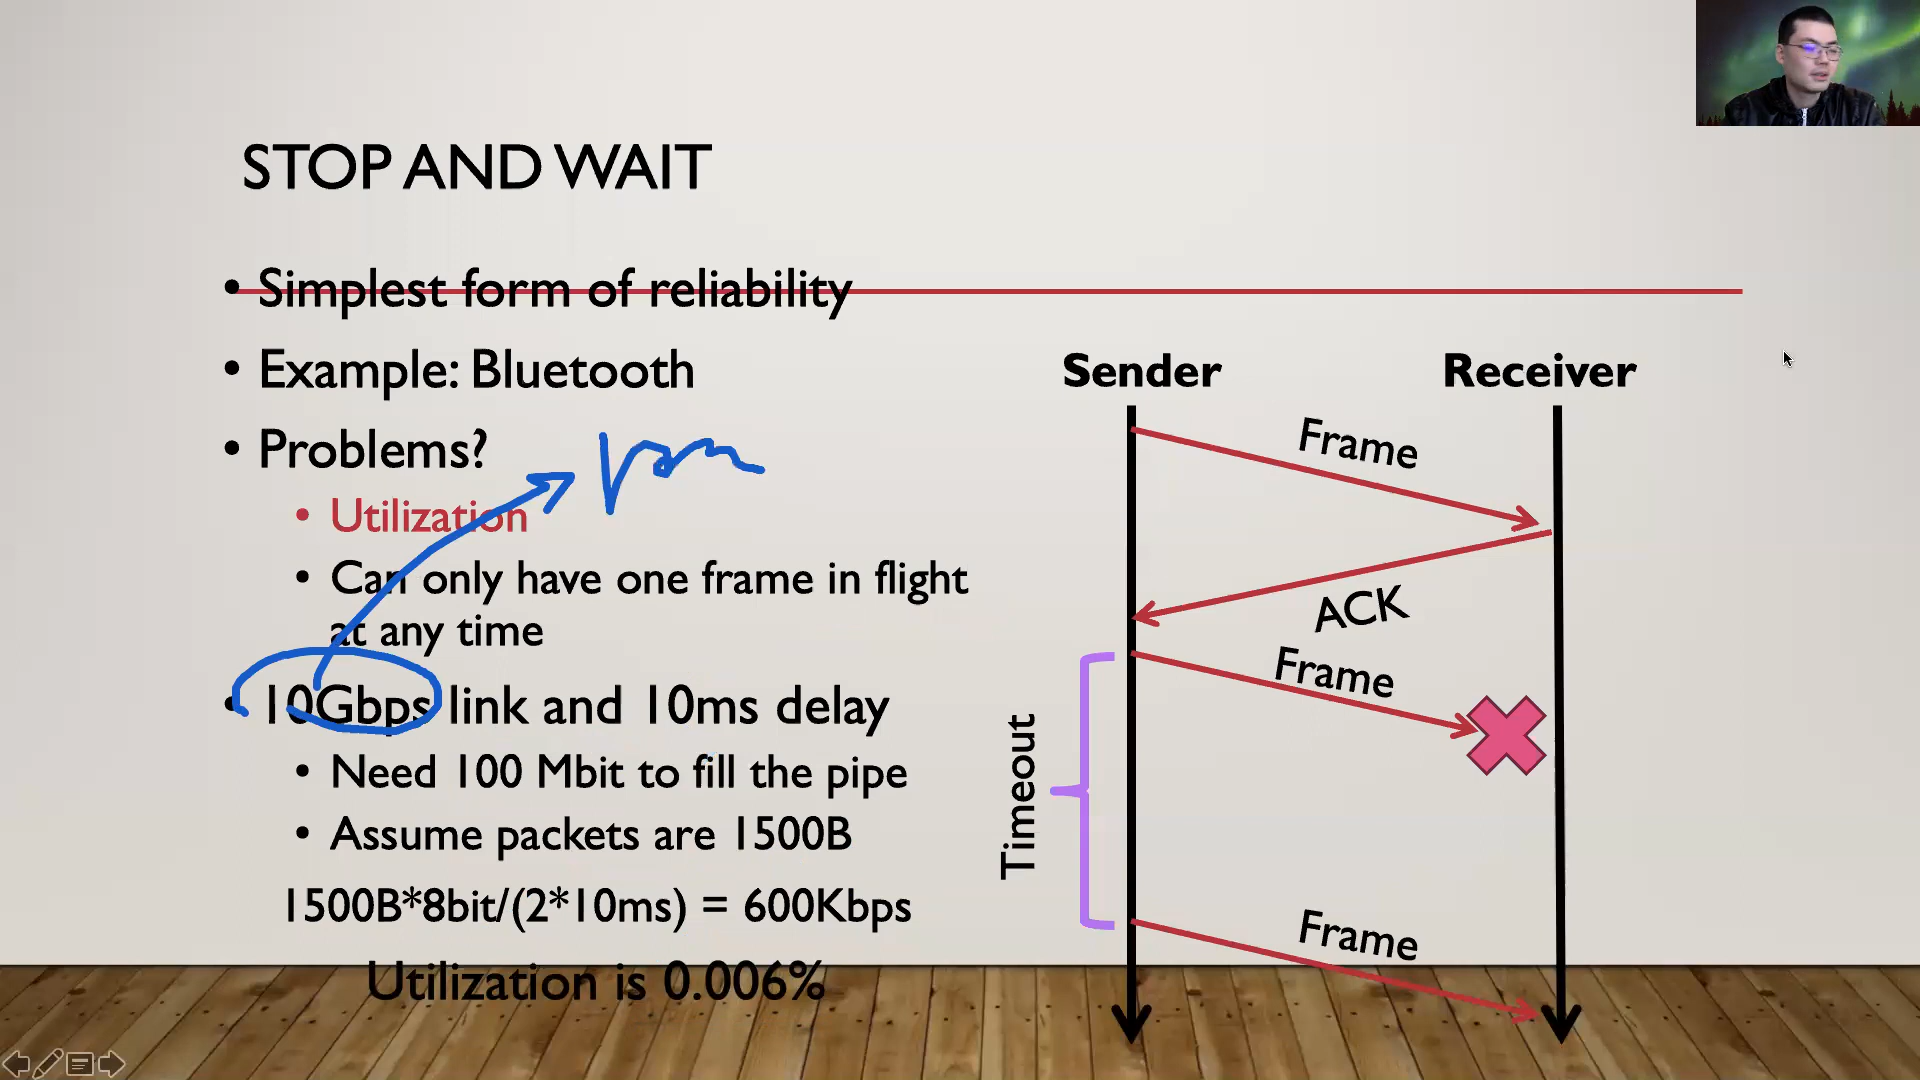 STOP AND WAIT
• Simplest form of reliability
• Example: Bluetooth
• Problems?
• Utilization
• Can only have one frame in flight
at any time
• 10Gbps link and 10ms delay
• Need 100 Mbit to fill the pipe
• Assume packets are 1500B
1500B*8bit/(2*10ms) = 600Kbps
Utilization is 0.006%
Sender
Receiver
Frame
ACK
Frame
Timeout
Frame